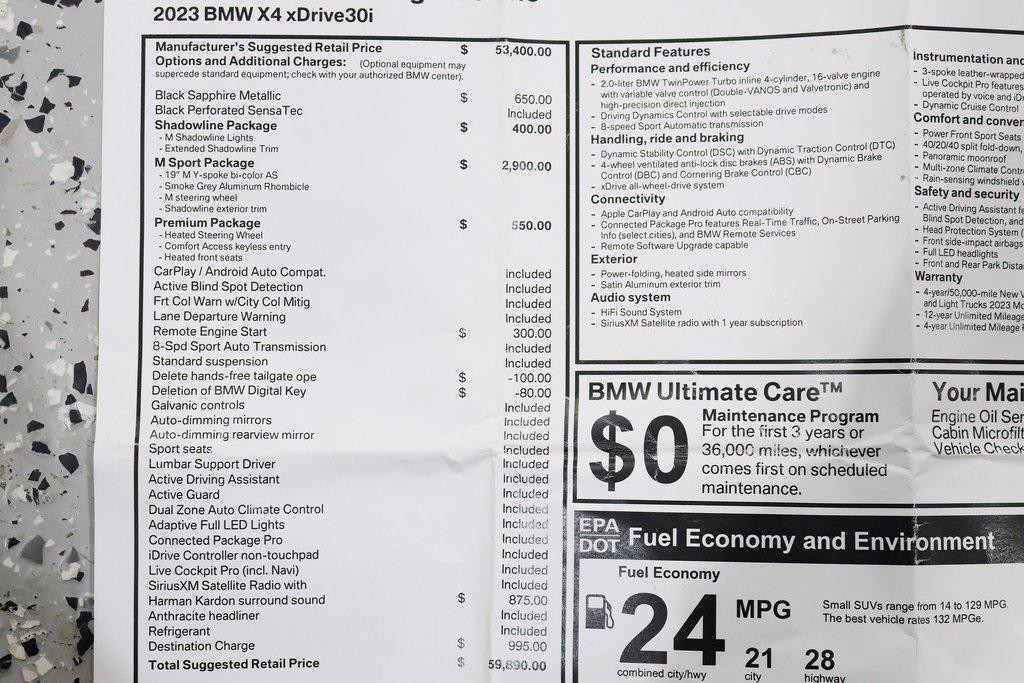 2023 BMW X4 xDrive30i
Manufacturer's Suggested Retail Price $ 53,400.00
Options and Additional Charges: (Optional equipment may
supercede standard equipment; check with your authorized BMW center).
Black Sapphire Metallic $ 650.00
Black Perforated SensaTec Included
Shadowline Package $ 400.00
- M Shadowline Lights
- Extended Shadowline Trim
M Sport Package $ 2,900.00
- 19" M Y-spoke bi-color AS
- Smoke Grey Aluminum Rhombicle
- M steering wheel
- Shadowline exterior trim
Premium Package $ 550.00
- Heated Steering Wheel
- Comfort Access keyless entry
- Heated front seats
CarPlay / Android Auto Compat. Included
Active Blind Spot Detection Included
Frt Col Warn w/City Col Mitig Included
Lane Departure Warning Included
Remote Engine Start $ 300.00
8-Spd Sport Auto Transmission Included
Standard suspension Included
Delete hands-free tailgate ope $ -100.00
Deletion of BMW Digital Key $ -80.00
Galvanic controls Included
Auto-dimming mirrors Included
Auto-dimming rearview mirror Included
Sport seats Included
Lumbar Support Driver Included
Active Driving Assistant Included
Active Guard Included
Dual Zone Auto Climate Control Included
Adaptive Full LED Lights Included
Connected Package Pro Included
iDrive Controller non-touchpad Included
Live Cockpit Pro (incl. Navi) Included
SiriusXM Satellite Radio with Included
Harman Kardon surround sound $ 875.00
Anthracite headliner Included
Refrigerant Included
Destination Charge $ 995.00
Total Suggested Retail Price $ 59,890.00
Standard Features
Performance and efficiency
- 2.0-liter BMW TwinPower Turbo inline 4-cylinder, 16-valve engine
with variable valve control (Double-VANOS and Valvetronic) and
high-precision direct injection
- Driving Dynamics Control with selectable drive modes
- 8-speed Sport Automatic transmission
Handling, ride and braking
- Dynamic Stability Control (DSC) with Dynamic Traction Control (DTC)
- 4-wheel ventilated anti-lock disc brakes (ABS) with Dynamic Brake
Control (DBC) and Cornering Brake Control (CBC)
- xDrive all-wheel-drive system
Connectivity
- Apple CarPlay and Android Auto compatibility
- Connected Package Pro features Real-Time Traffic, On-Street Parking
Info (select cities), and BMW Remote Services
- Remote Software Upgrade capable
Exterior
- Power-folding, heated side mirrors
- Satin Aluminum exterior trim
Audio system
- HiFi Sound System
- SiriusXM Satellite radio with 1 year subscription
Instrumentation and
- 3-spoke leather-wrapped
- Live Cockpit Pro features
operated by voice and iD
- Dynamic Cruise Control
Comfort and conven
- Power Front Sport Seats
- 40/20/40 split fold-down,
- Panoramic moonroof
- Multi-zone Climate Contr
- Rain-sensing windshield w
Safety and security
- Active Driving Assistant fe
Blind Spot Detection, and
- Head Protection System (
- Front side-impact airbags
- Full LED headlights
- Front and Rear Park Dista
Warranty
- 4-year/50,000-mile New V
and Light Trucks 2023 Mo
- 12-year Unlimited Mileage
- 4-year Unlimited Mileage
BMW Ultimate Care™
$0
Maintenance Program
For the first 3 years or
36,000 miles, whichever
comes first on scheduled
maintenance.
Your Mai
Engine Oil Ser
Cabin Microfilt
Vehicle Check
EPA
DOT
Fuel Economy and Environment
Fuel Economy
24 MPG
combined city/hwy
21
city
28
highway
Small SUVs range from 14 to 129 MPG.
The best vehicle rates 132 MPGe.